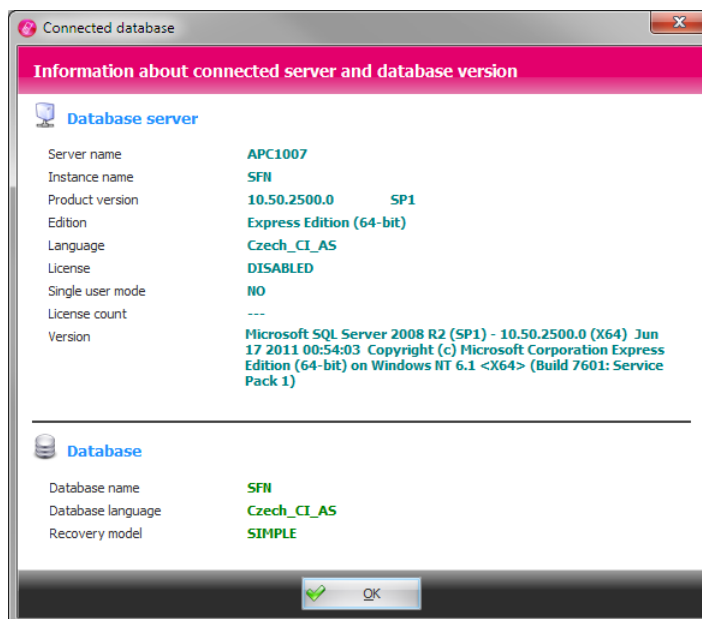 Connected database
Information about connected server and database version
Database server
Server name APC1007
Instance name SFN
Product version 10.50.2500.0 SP1
Edition Express Edition (64-bit)
Language Czech_CI_AS
License DISABLED
Single user mode NO
License count ---
Version Microsoft SQL Server 2008 R2 (SP1) - 10.50.2500.0 (X64) Jun
17 2011 00:54:03 Copyright (c) Microsoft Corporation Express
Edition (64-bit) on Windows NT 6.1 <X64> (Build 7601: Service
Pack 1)
Database
Database name SFN
Database language Czech_CI_AS
Recovery model SIMPLE
OK